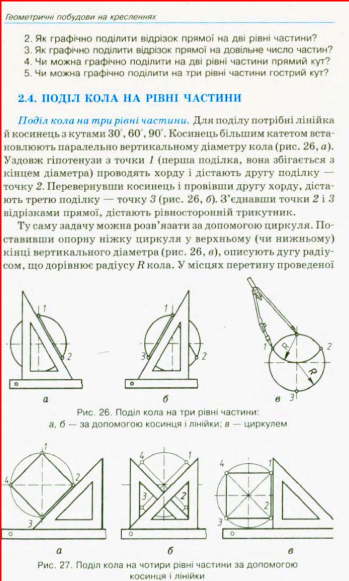 Геометричні побудови на кресленнях
2. Як графічно поділити відрізок прямої на дві рівні частини?
3. Як графічно поділити відрізок прямої на довільне число частин?
4. Чи можна графічно поділити на дві рівні частини прямий кут?
5. Чи можна графічно поділити на три рівні частини гострий кут?
2.4. ПОДІЛ КОЛА НА РІВНІ ЧАСТИНИ
Поділ кола на три рівні частини. Для поділу потрібні лінійка
й косинець з кутами 30°, 60°, 90°. Косинець більшим катетом вста-
новлюють паралельно вертикальному діаметру кола (рис. 26, а).
Уздовж гіпотенузи з точки 1 (перша поділка, вона збігається з
кінцем діаметра) проводять хорду і дістають другу поділку —
точку 2. Перевернувши косинець і провівши другу хорду, діста-
ють третю поділку — точку 3 (рис. 26, б). З’єднавши точки 2 і 3
відрізками прямої, дістають рівносторонній трикутник.
Ту саму задачу можна розв’язати за допомогою циркуля. По-
ставивши опорну ніжку циркуля у верхньому (чи нижньому)
кінці вертикального діаметра (рис. 26, в), описують дугу радіу-
сом, що дорівнює радіусу R кола. У місцях перетину проведеної
1
2
1
3
2
1
2
R
3
а
б
в
Рис. 26. Поділ кола на три рівні частини:
а, б — за допомогою косинця і лінійки; в — циркулем
1
4
2
3
4
1
3
2
4
1
3
2
а
б
в
Рис. 27. Поділ кола на чотири рівні частини за допомогою
косинця і лінійки